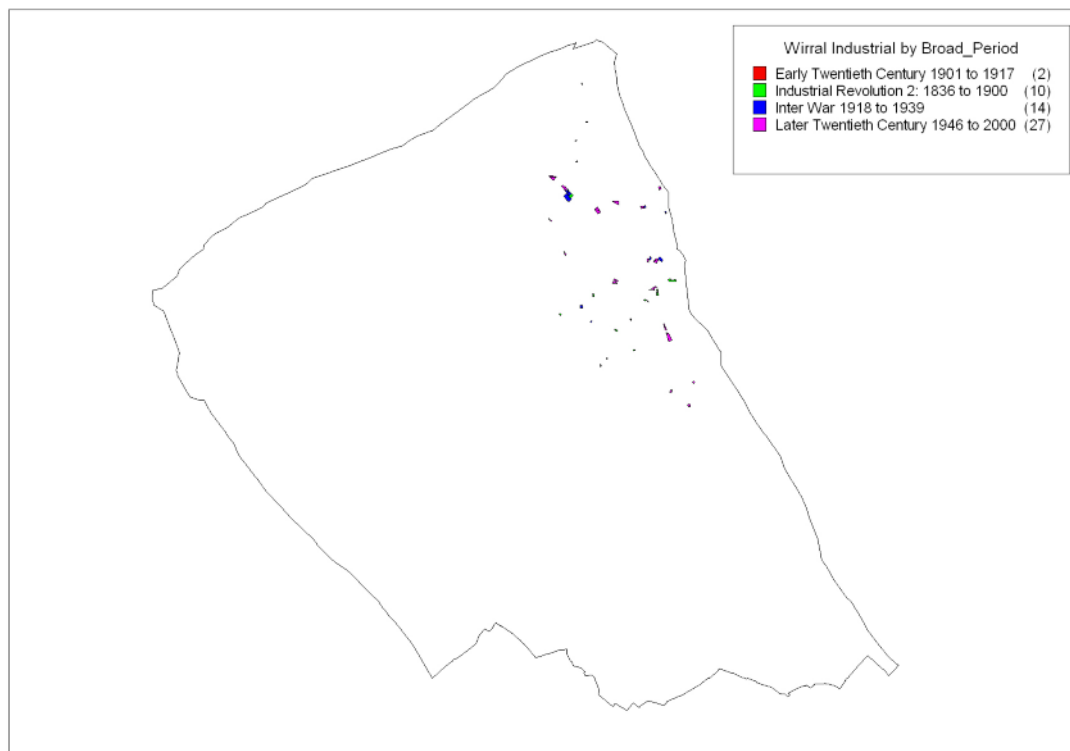 Wirral Industrial by Broad_Period
Early Twentieth Century 1901 to 1917 (2)
Industrial Revolution 2: 1836 to 1900 (10)
Inter War 1918 to 1939 (14)
Later Twentieth Century 1946 to 2000 (27)